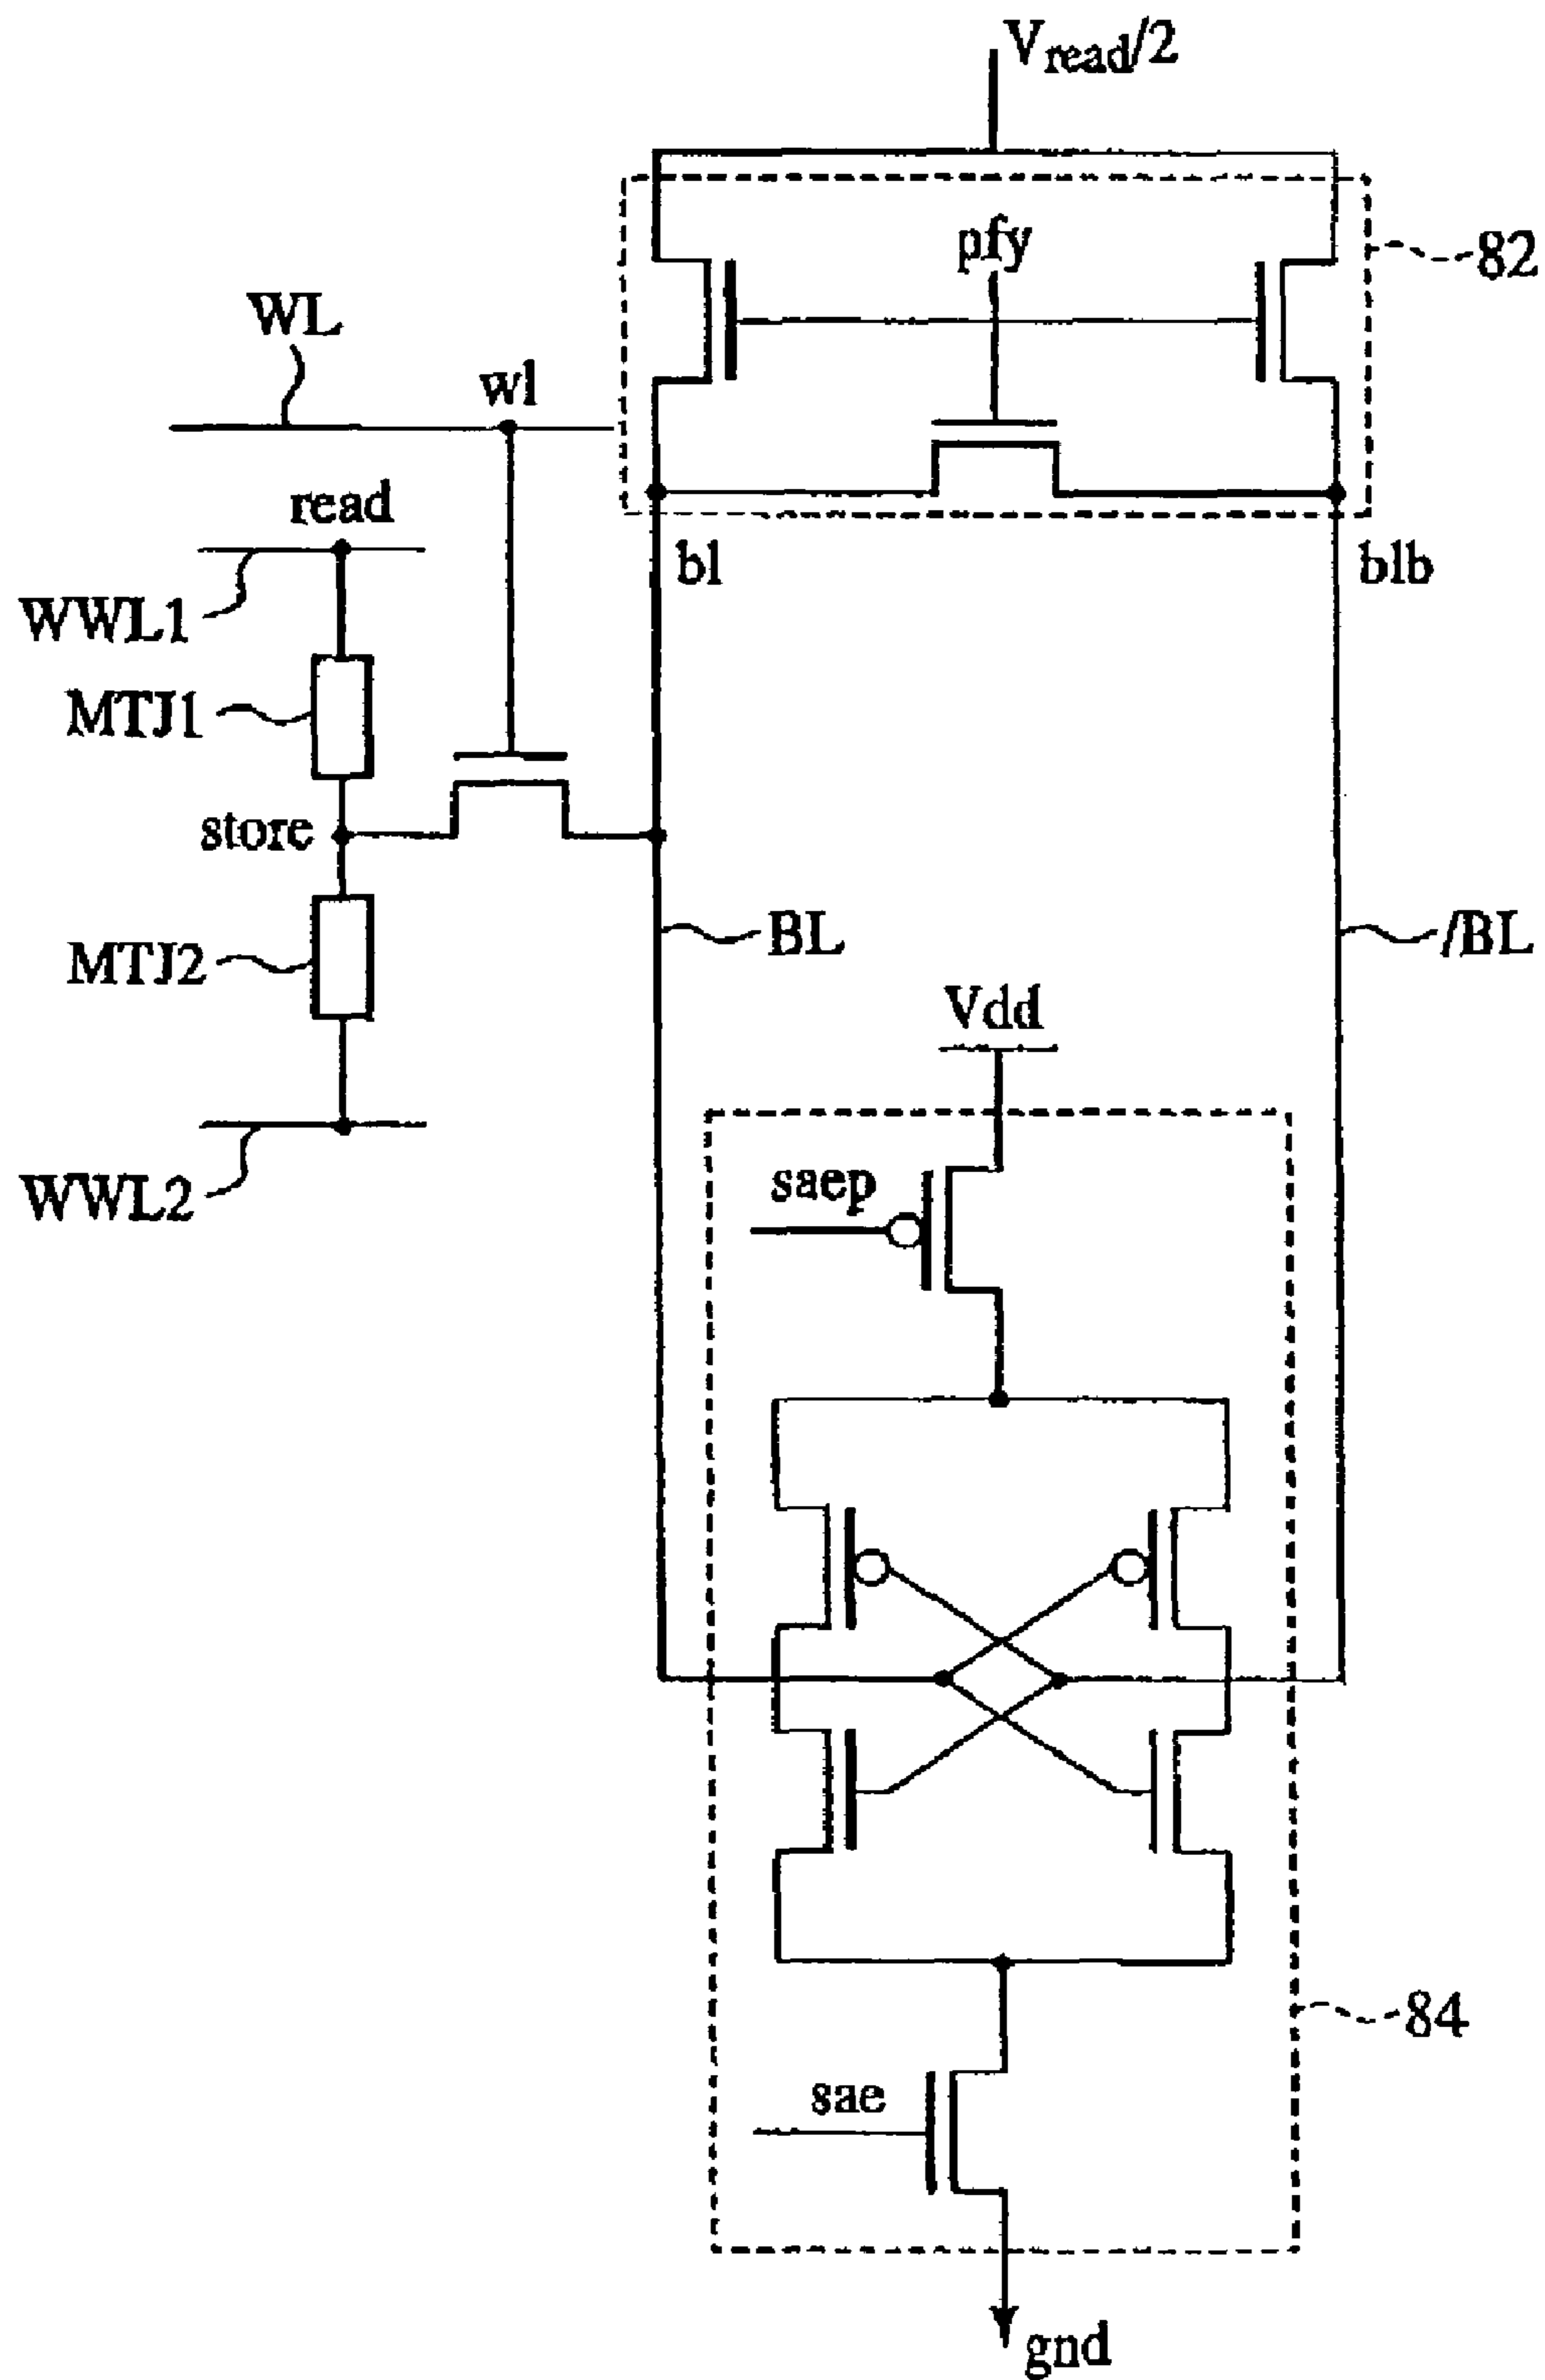 Vread/2
pfy
82
WL
wl
read
bl
blb
WWL1
MTJ1
store
BL
/BL
MTJ2
Vdd
saep
WWL2
84
sae
gnd